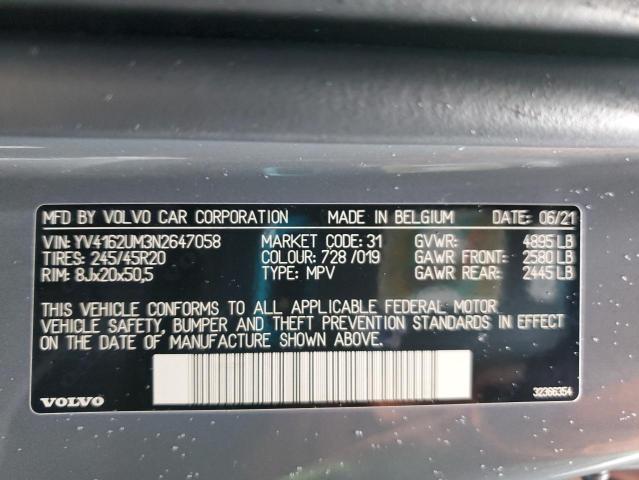 MFD BY VOLVO CAR CORPORATION MADE IN BELGIUM DATE: 06/21
VIN: YV4162UM3N2647058 MARKET CODE: 31 GVWR: 4895 LB
TIRES: 245/45R20 COLOUR: 728 /019 GAWR FRONT: 2580 LB
RIM: 8Jx20x50,5 TYPE: MPV GAWR REAR: 2445 LB
THIS VEHICLE CONFORMS TO ALL APPLICABLE FEDERAL MOTOR
VEHICLE SAFETY, BUMPER AND THEFT PREVENTION STANDARDS IN EFFECT
ON THE DATE OF MANUFACTURE SHOWN ABOVE.
VOLVO 32366354